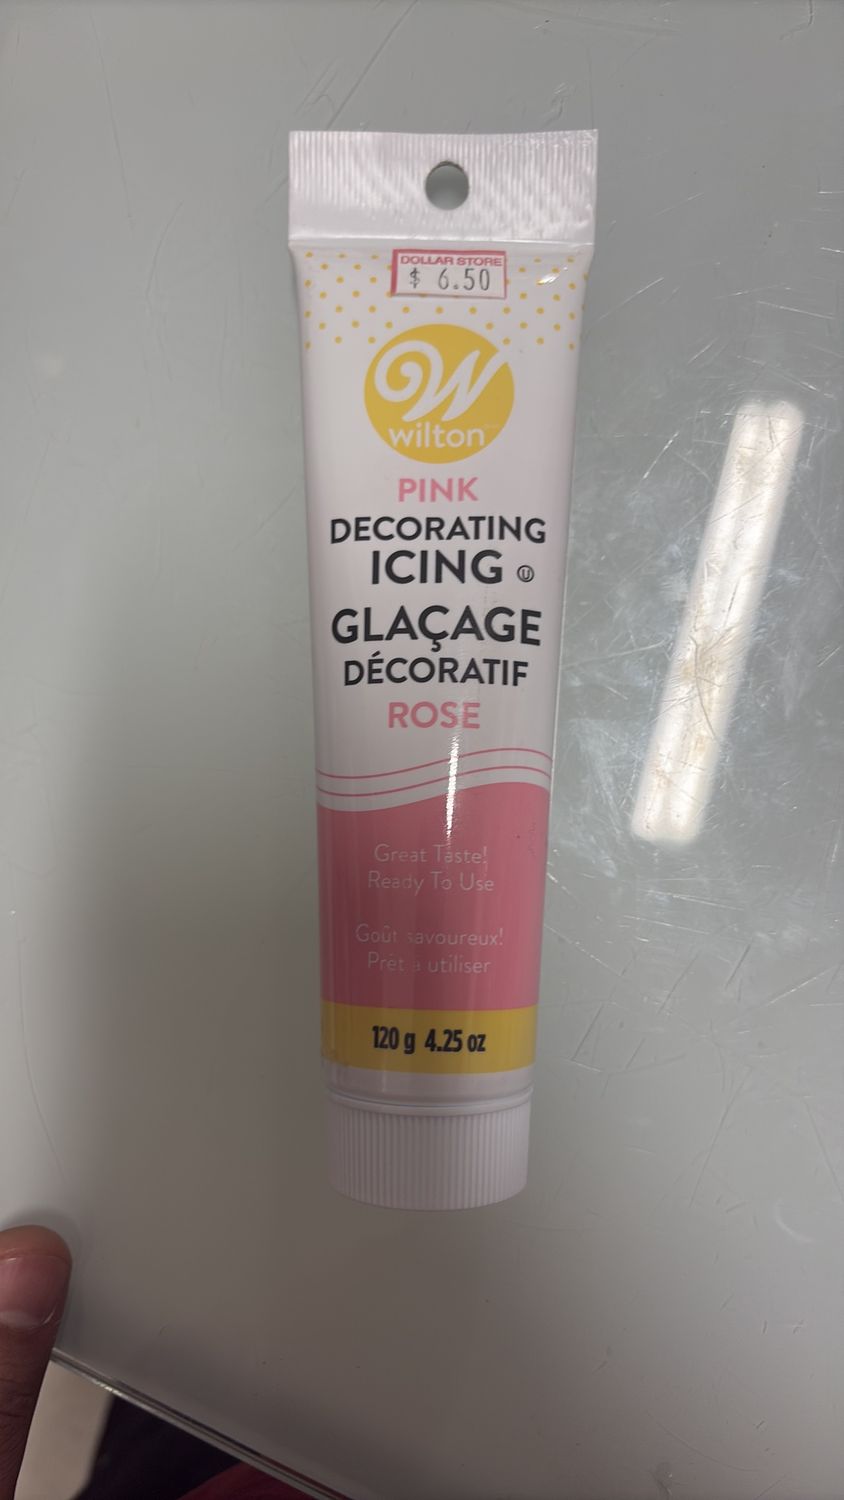 DOLLAR STORE
$ 6.50
W
wilton
PINK
DECORATING
ICING U
GLAÇAGE
DÉCORATIF
ROSE
Great Taste!
Ready To Use
Goût savoureux!
Prêt à utiliser
120 g 4.25 oz